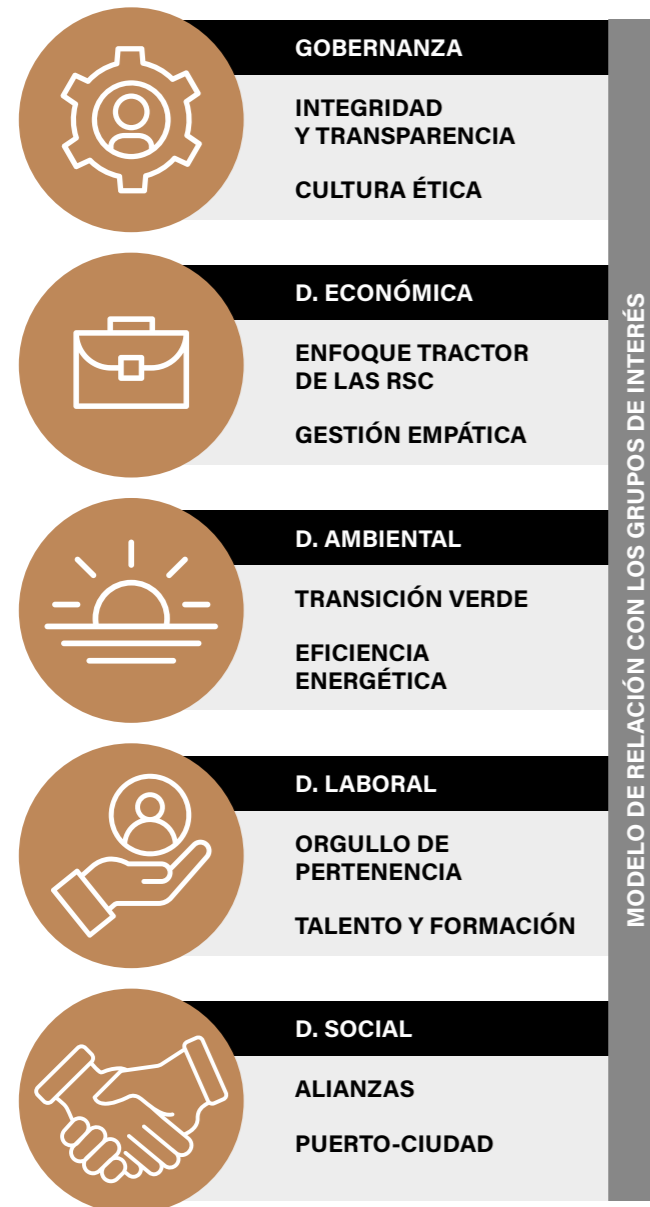 GOBERNANZA
INTEGRIDAD
Y TRANSPARENCIA
CULTURA ÉTICA
D. ECONÓMICA
ENFOQUE TRACTOR
DE LAS RSC
GESTIÓN EMPÁTICA
D. AMBIENTAL
TRANSICIÓN VERDE
EFICIENCIA
ENERGÉTICA
D. LABORAL
ORGULLO DE
PERTENENCIA
TALENTO Y FORMACIÓN
D. SOCIAL
ALIANZAS
PUERTO-CIUDAD
MODELO DE RELACIÓN CON LOS GRUPOS DE INTERÉS